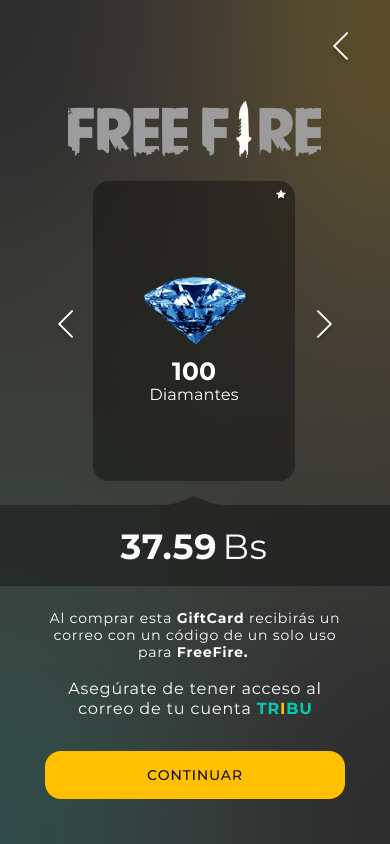 FREE FIRE
100
Diamantes
37.59 Bs
Al comprar esta GiftCard recibirás un
correo con un código de un solo uso
para FreeFire.
Asegúrate de tener acceso al
correo de tu cuenta TRIBU
CONTINUAR